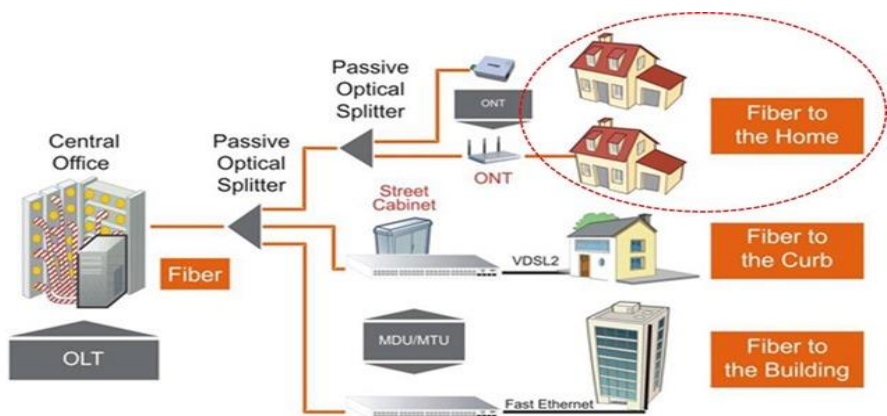 Passive
Optical
Splitter
ONT
Fiber to
the Home
Central
Office
Passive
Optical
Splitter
ONT
Street
Cabinet
Fiber
VDSL2
Fiber to
the Curb
OLT
MDU/MTU
Fast Ethernet
Fiber to
the Building